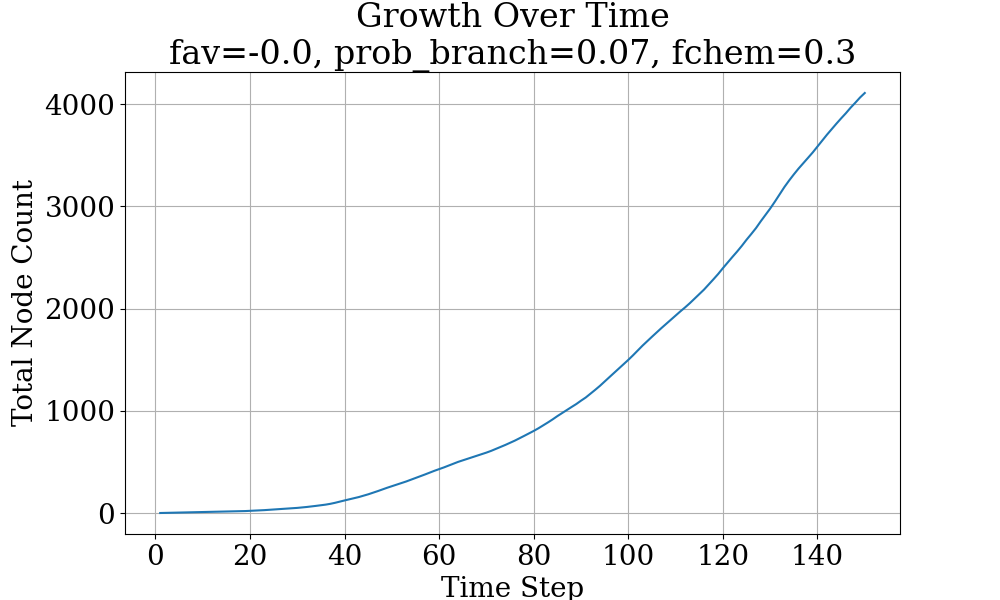 Growth Over Time
fav=-0.0, prob_branch=0.07, fchem=0.3
Total Node Count
4000
3000
2000
1000
0
0 20 40 60 80 100 120 140
Time Step